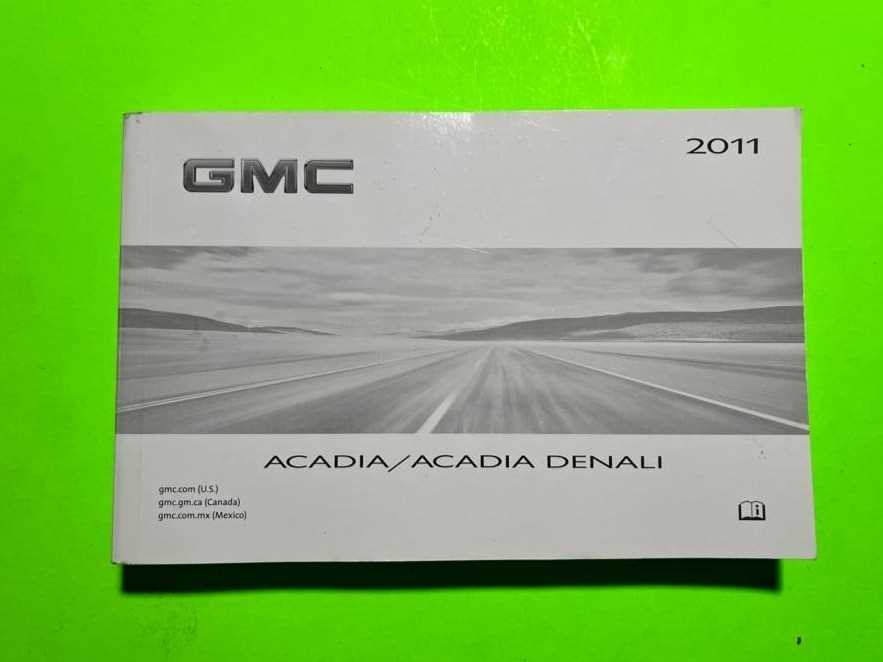 GMC
2011
ACADIA/ACADIA DENALI
gmc.com (U.S.)
gmc.gm.ca (Canada)
gmc.com.mx (Mexico)
i